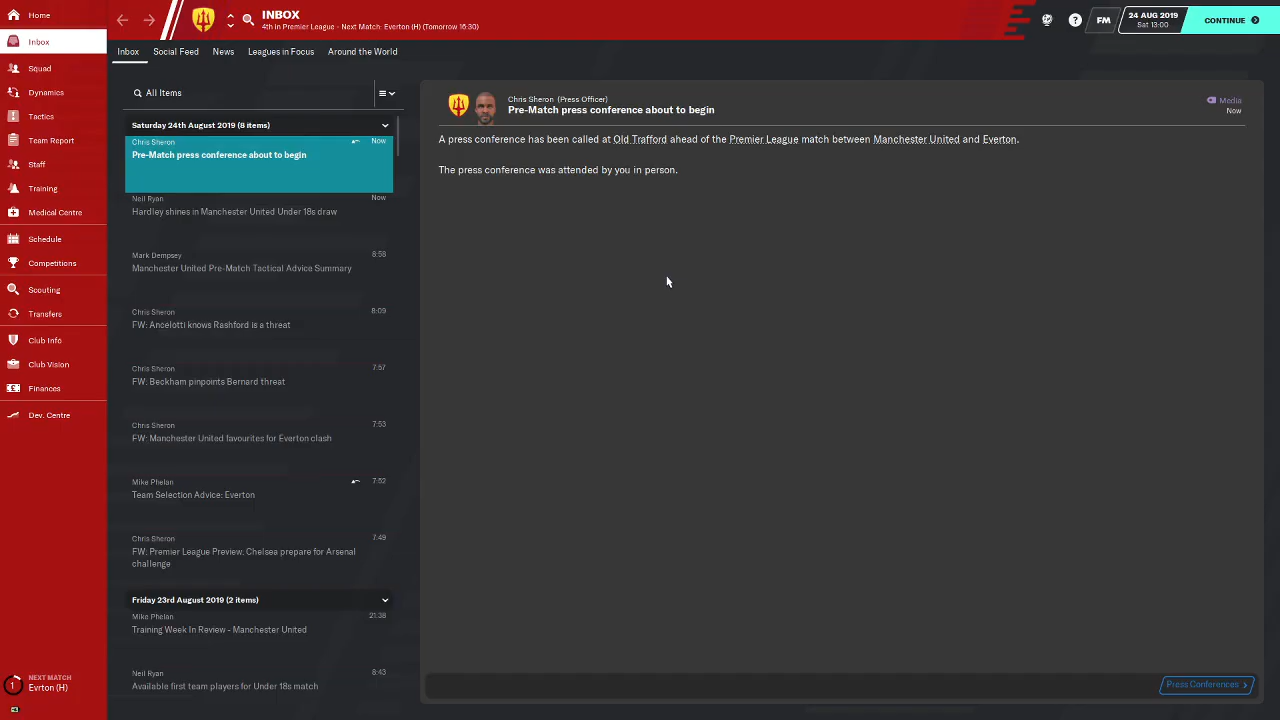 Home
INBOX
4th in Premier League - Next Match: Everton (H) (Tomorrow 16:30)
FM
24 AUG 2019
Sat 13:00
CONTINUE
Inbox
Squad
Dynamics
Tactics
Team Report
Staff
Training
Medical Centre
Schedule
Competitions
Scouting
Transfers
Club Info
Club Vision
Finances
Dev. Centre
1
NEXT MATCH
Evrton (H)
Inbox
Social Feed
News
Leagues in Focus
Around the World
All Items
Saturday 24th August 2019 (8 items)
Chris Sheron
Now
Pre-Match press conference about to begin
Neil Ryan
Now
Hardley shines in Manchester United Under 18s draw
Mark Dempsey
8:58
Manchester United Pre-Match Tactical Advice Summary
Chris Sheron
8:09
FW: Ancelotti knows Rashford is a threat
Chris Sheron
7:57
FW: Beckham pinpoints Bernard threat
Chris Sheron
7:53
FW: Manchester United favourites for Everton clash
Mike Phelan
7:52
Team Selection Advice: Everton
Chris Sheron
7:49
FW: Premier League Preview: Chelsea prepare for Arsenal
challenge
Friday 23rd August 2019 (2 items)
Mike Phelan
21:38
Training Week In Review - Manchester United
Neil Ryan
8:43
Available first team players for Under 18s match
Chris Sheron (Press Officer)
Pre-Match press conference about to begin
Media
Now
A press conference has been called at Old Trafford ahead of the Premier League match between Manchester United and Everton.
The press conference was attended by you in person.
Press Conferences